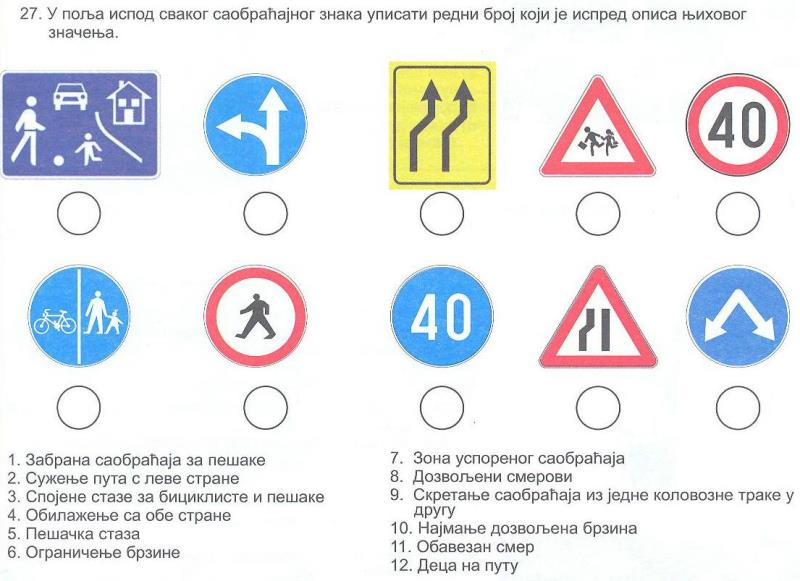 27. У поља испод сваког саобраћајног знака уписати редни број који је испред описа њиховог
значења.
40
40
1. Забрана саобраћаја за пешаке
2. Сужење пута с леве стране
3. Спојене стазе за бициклисте и пешаке
4. Обилажење са обе стране
5. Пешачка стаза
6. Ограничење брзине
7. Зона успореног саобраћаја
8. Дозвољени смерови
9. Скретање саобраћаја из једне коловозне траке у
другу
10. Најмање дозвољена брзина
11. Обавезан смер
12. Деца на путу